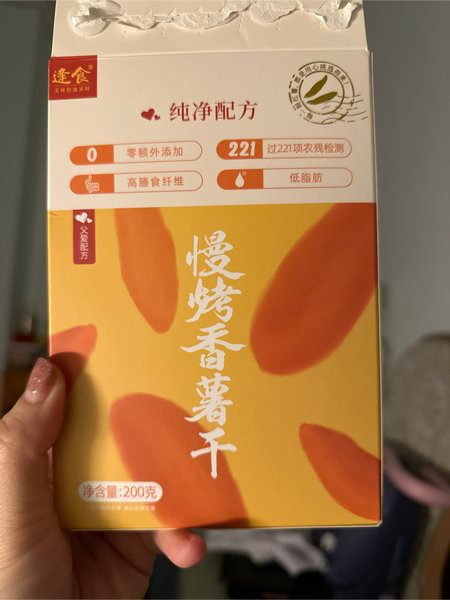 逢食®
纯净配方
0 零额外添加
221 过221项农残检测
高膳食纤维
低脂肪
父爱配方
慢烤香薯干
净含量:200克